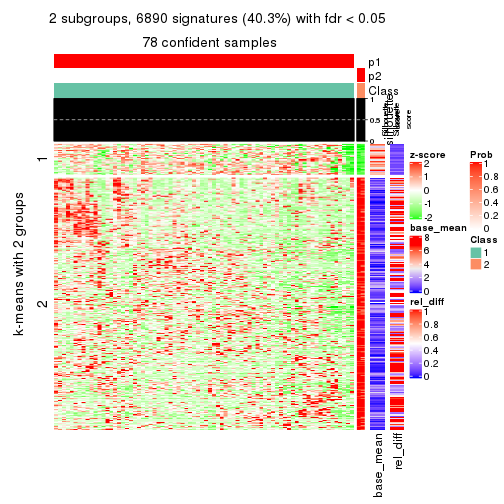 2 subgroups, 6890 signatures (40.3%) with fdr < 0.05
78 confident samples
p1
p2
Class
1
0.5
0
Silhouette
score
k-means with 2 groups
1
2
z-score
2
1
0
-1
-2
base_mean
8
6
4
2
0
rel_diff
1
0.8
0.6
0.4
0.2
0
Prob
1
0.8
0.6
0.4
0.2
0
Class
1
2
base_mean
rel_diff